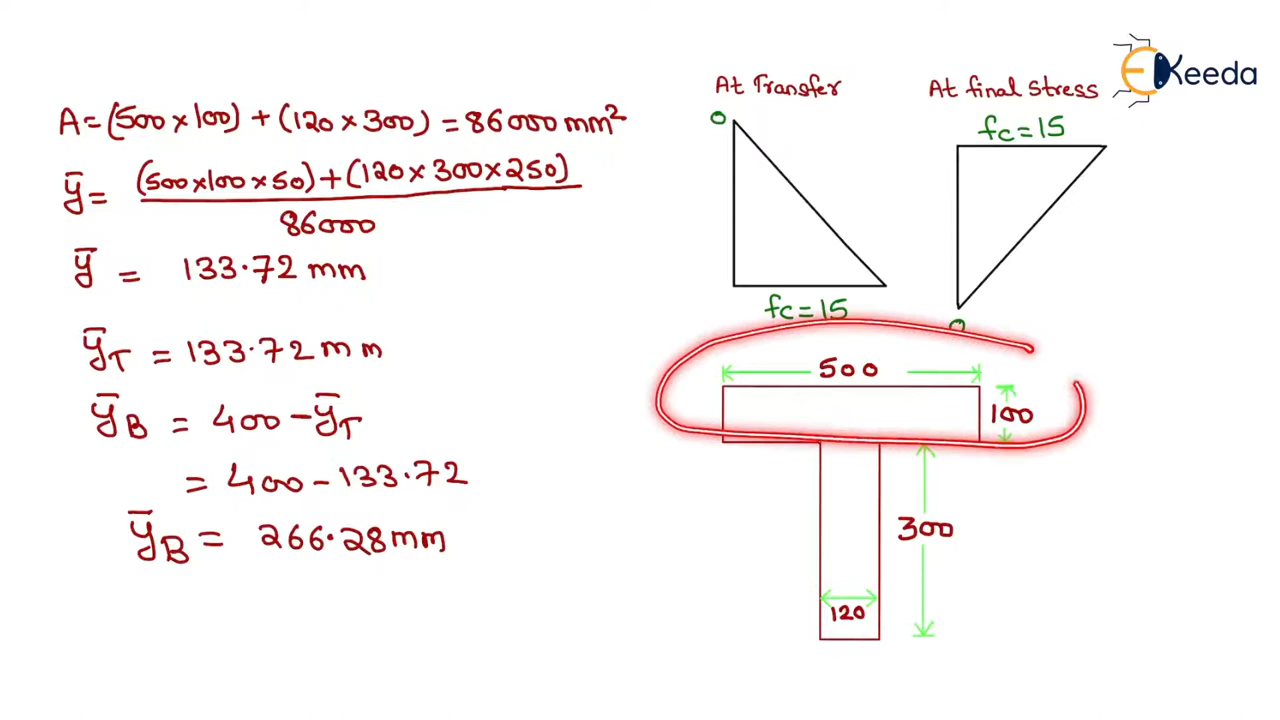 A = (500 x 100) + (120 x 300) = 86000 mm²
ȳ = (500 x 100 x 50) + (120 x 300 x 250)
86000
ȳ = 133.72 mm
ȳT = 133.72 mm
ȳB = 400 - ȳT
= 400 - 133.72
ȳB = 266.28 mm
EKeeda
At Transfer
0
fc = 15
At final Stress
fc = 15
0
500
100
300
120